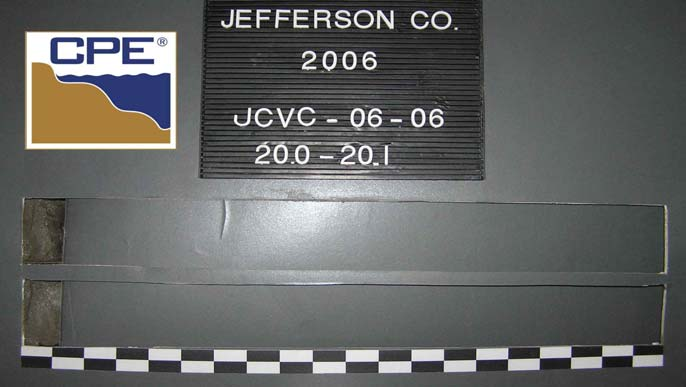 CPE®
JEFFERSON CO.
2006
JCVC - 06 - 06
20.0 - 20.1